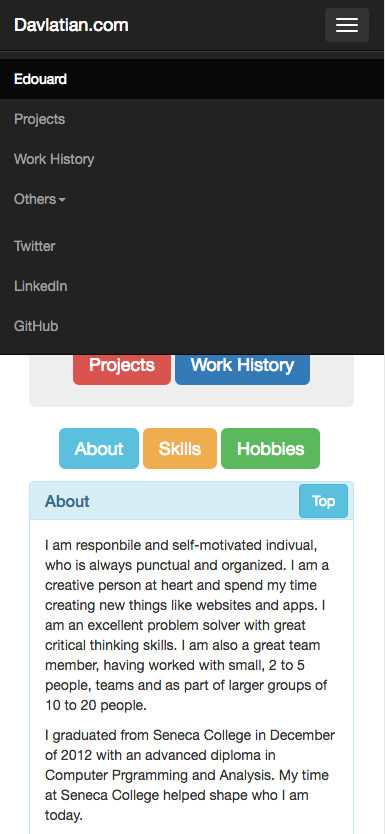 Davlatian.com
Edouard
Projects
Work History
Others
Twitter
LinkedIn
GitHub
Projects Work History
About Skills Hobbies
About Top
I am responbile and self-motivated indivual,
who is always punctual and organized. I am a
creative person at heart and spend my time
creating new things like websites and apps. I
am an excellent problem solver with great
critical thinking skills. I am also a great team
member, having worked with small, 2 to 5
people, teams and as part of larger groups of
10 to 20 people.
I graduated from Seneca College in December
of 2012 with an advanced diploma in
Computer Prgramming and Analysis. My time
at Seneca College helped shape who I am
today.